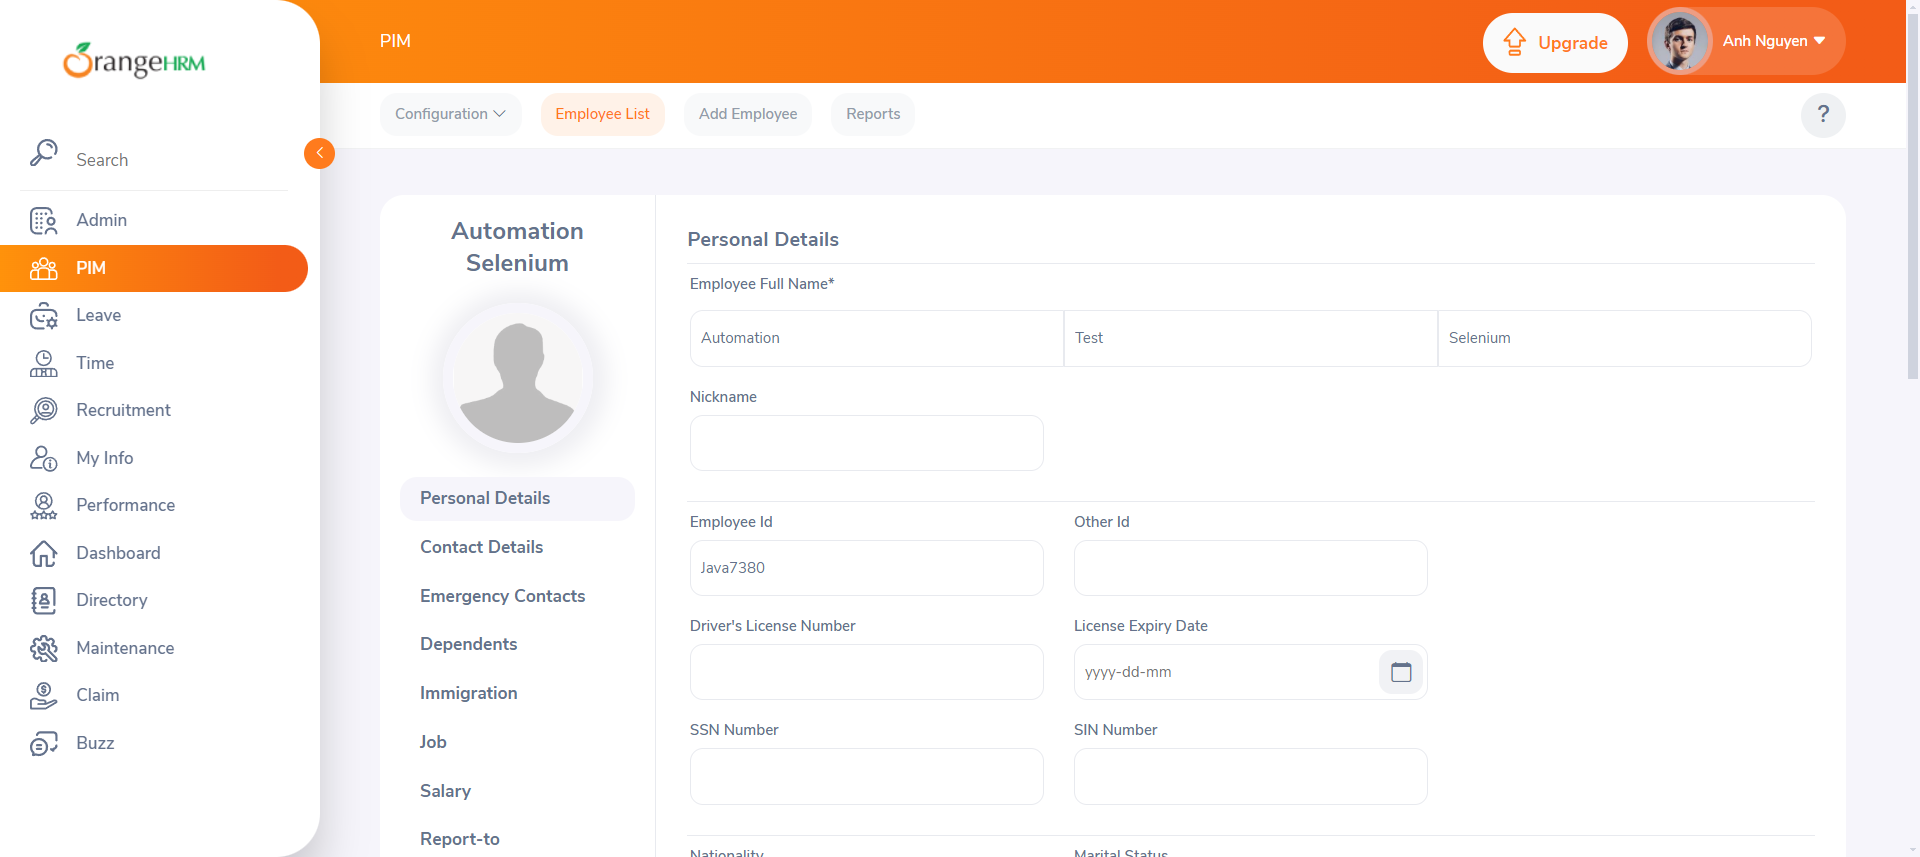 OrangeHRM
PIM
Upgrade
Anh Nguyen
Configuration
Employee List
Add Employee
Reports
?
Search
Admin
PIM
Leave
Time
Recruitment
My Info
Performance
Dashboard
Directory
Maintenance
Claim
Buzz
Automation
Selenium
Personal Details
Contact Details
Emergency Contacts
Dependents
Immigration
Job
Salary
Report-to
Personal Details
Employee Full Name*
Automation
Test
Selenium
Nickname
Employee Id
Other Id
Java7380
Driver's License Number
License Expiry Date
yyyy-dd-mm
SSN Number
SIN Number
Nationality
Marital Status